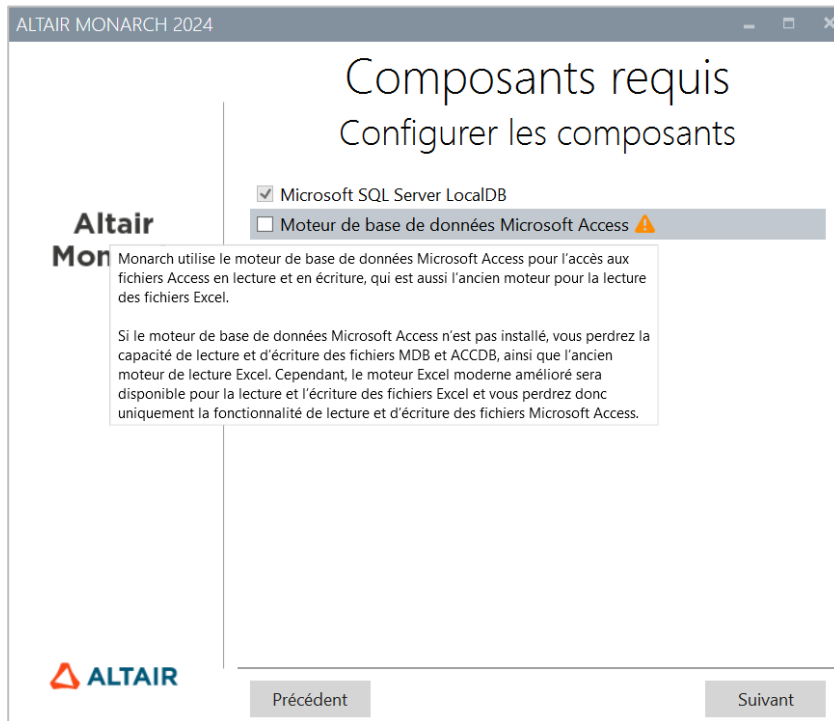 ALTAIR MONARCH 2024
Composants requis
Configurer les composants
Microsoft SQL Server LocalDB
Moteur de base de données Microsoft Access
Altair
Mon
Monarch utilise le moteur de base de données Microsoft Access pour l'accès aux
fichiers Access en lecture et en écriture, qui est aussi l'ancien moteur pour la lecture
des fichiers Excel.
Si le moteur de base de données Microsoft Access n'est pas installé, vous perdrez la
capacité de lecture et d'écriture des fichiers MDB et ACCDB, ainsi que l'ancien
moteur de lecture Excel. Cependant, le moteur Excel moderne amélioré sera
disponible pour la lecture et l'écriture des fichiers Excel et vous perdrez donc
uniquement la fonctionnalité de lecture et d'écriture des fichiers Microsoft Access.
ALTAIR
Précédent
Suivant